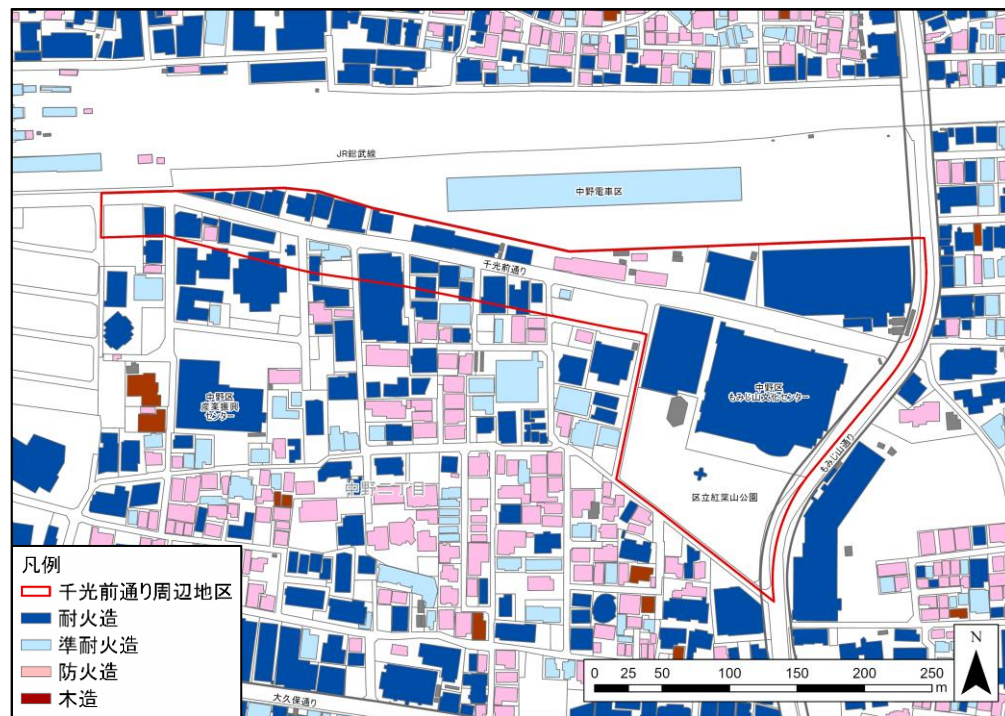 JR総武線
中野電車区
千光前通り
中野区
産業振興
センター
中野区
もみじ山文化センター
もみじ山通り
区立紅葉山公園
中野二丁目
大久保通り
凡例
千光前通り周辺地区
耐火造
準耐火造
防火造
木造
N
0 25 50 100 150 200 250
m